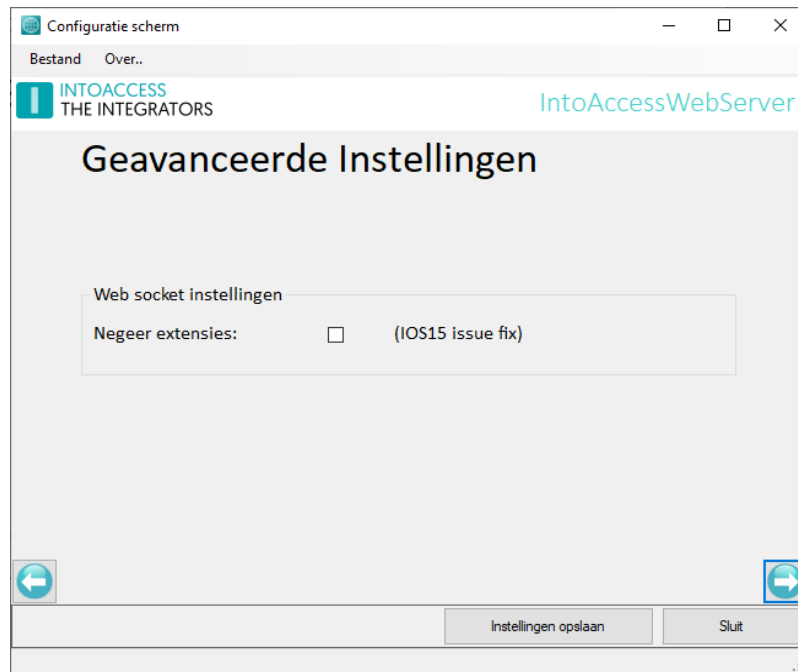 Configuratie scherm
Bestand Over..
INTOACCESS
THE INTEGRATORS
IntoAccessWebServer
Geavanceerde Instellingen
Web socket instellingen
Negeer extensies: (IOS15 issue fix)
Instellingen opslaan Sluit